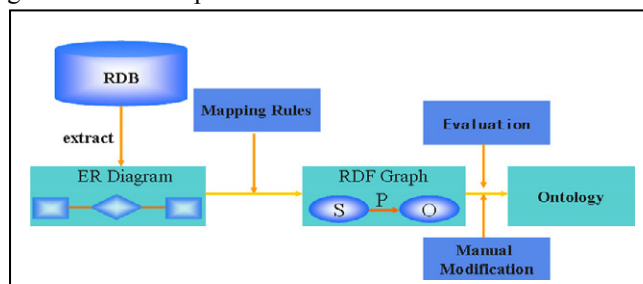 RDB
Mapping Rules
Evaluation
extract
ER Diagram
RDF Graph
S
P
O
Ontology
Manual
Modification